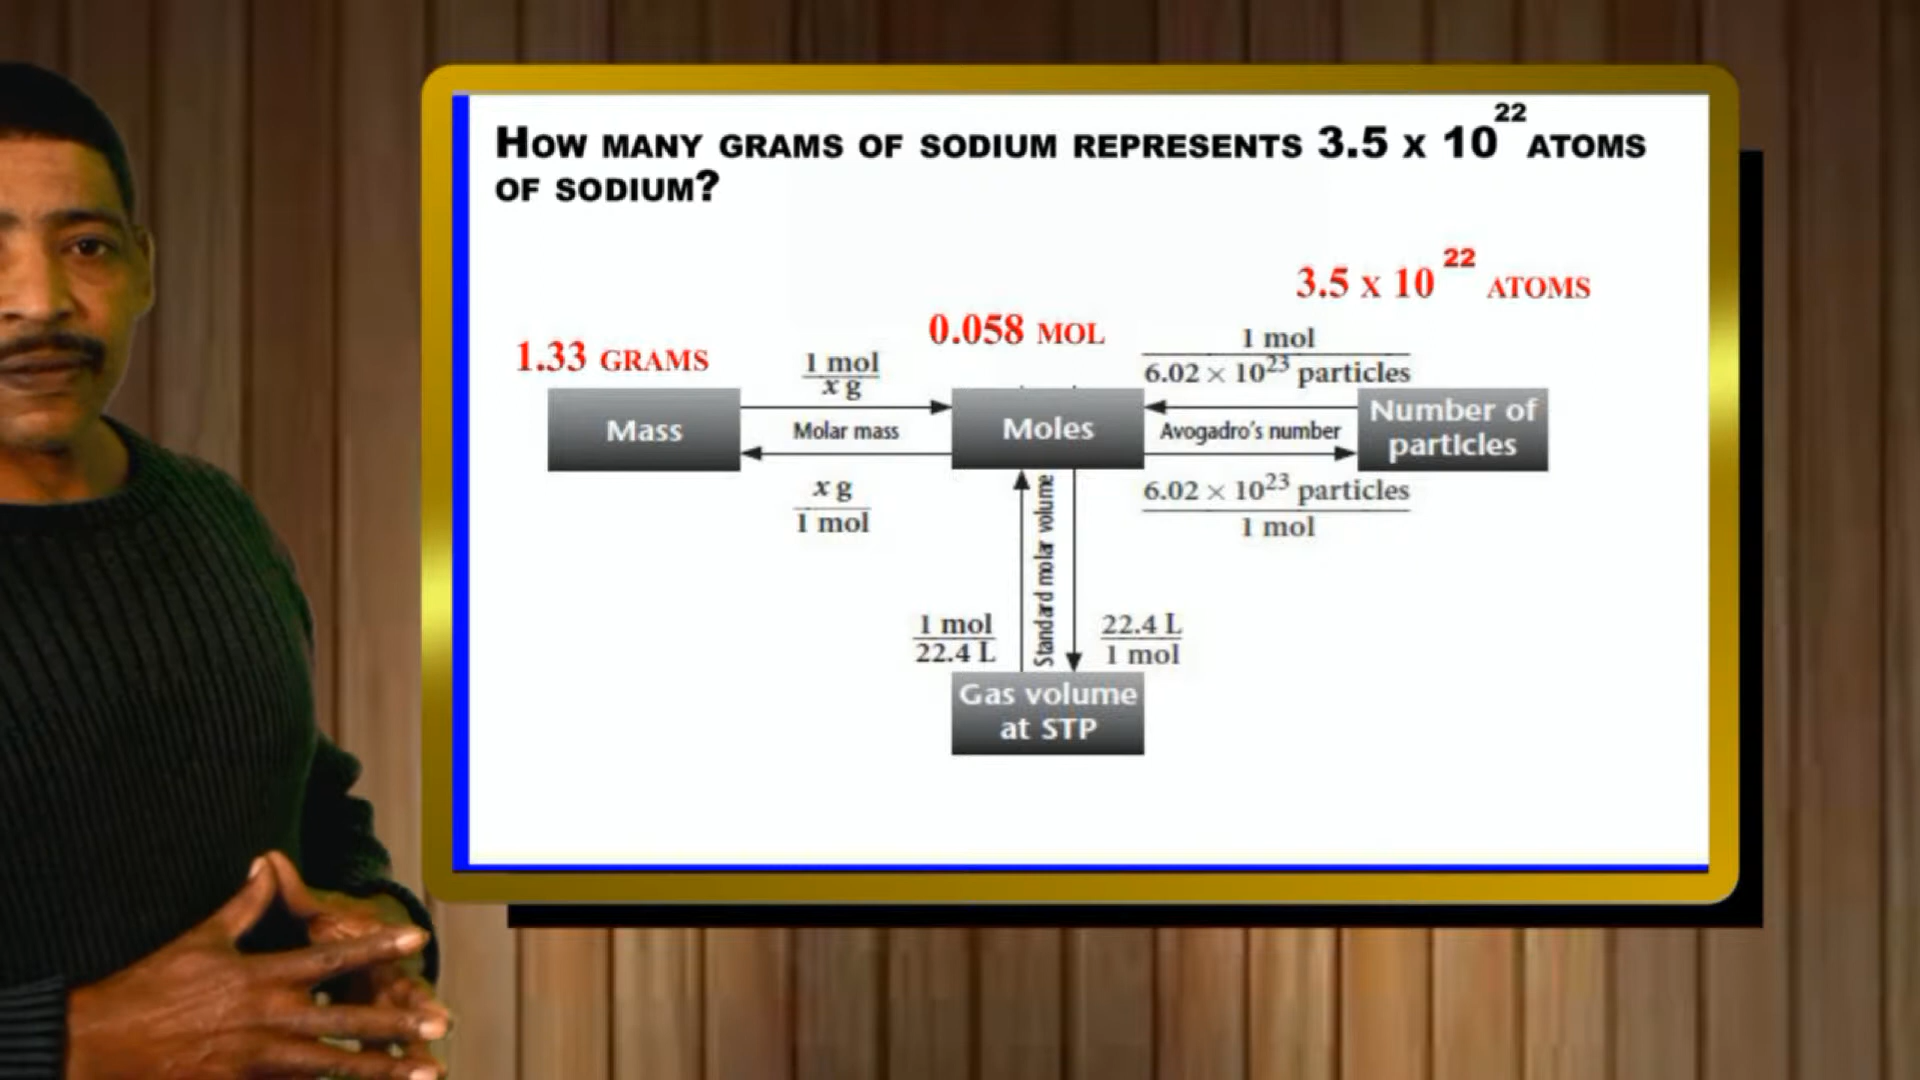 HOW MANY GRAMS OF SODIUM REPRESENTS 3.5 X 10²² ATOMS
OF SODIUM?
3.5 X 10²² ATOMS
0.058 MOL
1.33 GRAMS
1 mol
x g
1 mol
6.02 × 10²³ particles
Mass
Molar mass
Moles
Avogadro's number
Number of
particles
x g
1 mol
6.02 × 10²³ particles
1 mol
Standard molar volume
1 mol
22.4 L
22.4 L
1 mol
Gas volume
at STP